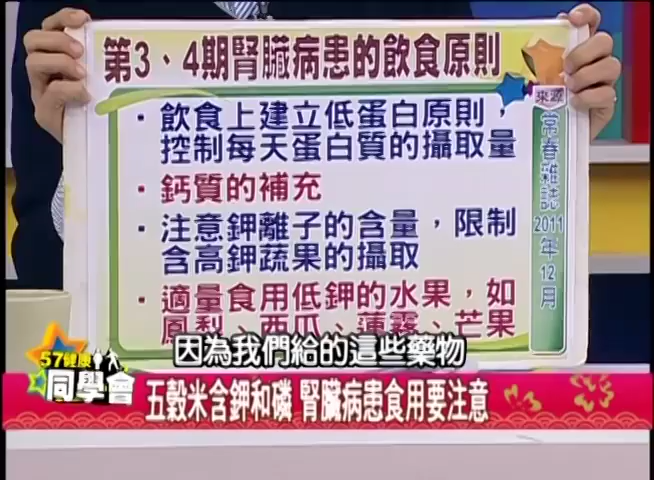 第3、4期腎臟病患的飲食原則
• 飲食上建立低蛋白原則，
控制每天蛋白質的攝取量
• 鈣質的補充
• 注意鉀離子的含量，限制
含高鉀蔬果的攝取
• 適量食用低鉀的水果，如
鳳梨、西瓜、蓮霧、芒果
來源
常春雜誌2011年12月
因為我們給的這些藥物
57健康
同學會
五穀米含鉀和磷 腎臟病患食用要注意